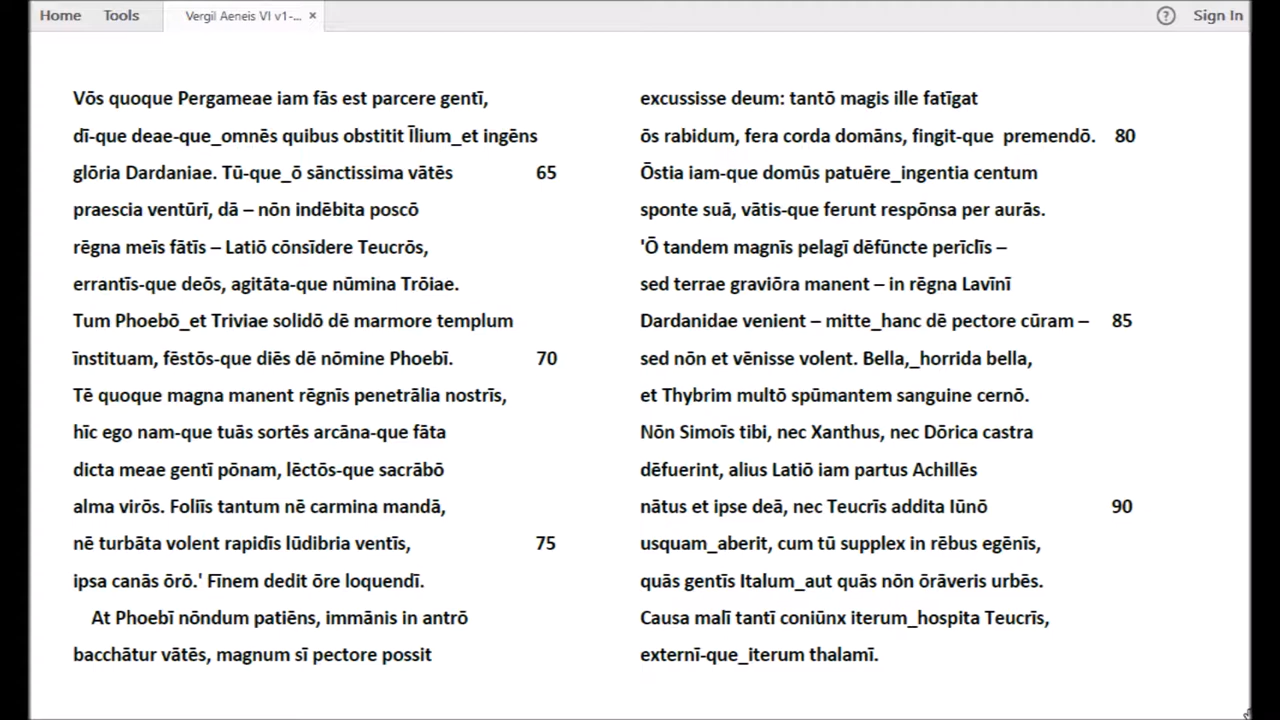 Home Tools Vergil Aeneis VI v1-... × ? Sign In
Vōs quoque Pergameae iam fās est parcere gentī,
dī-que deae-que_omnēs quibus obstitit Īlium_et ingēns
glōria Dardaniae. Tū-que_ō sānctissima vātēs 65
praescia ventūrī, dā – nōn indēbita poscō
rēgna meīs fātīs – Latiō cōnsīdere Teucrōs,
errantīs-que deōs, agitāta-que nūmina Trōiae.
Tum Phoebō_et Triviae solidō dē marmore templum
īnstituam, fēstōs-que diēs dē nōmine Phoebī. 70
Tē quoque magna manent rēgnīs penetrālia nostrīs,
hīc ego nam-que tuās sortēs arcāna-que fāta
dicta meae gentī pōnam, lēctōs-que sacrābō
alma virōs. Foliīs tantum nē carmina mandā,
nē turbāta volent rapidīs lūdibria ventīs, 75
ipsa canās ōrō.' Fīnem dedit ōre loquendī.
At Phoebī nōndum patiēns, immānis in antrō
bacchātur vātēs, magnum sī pectore possit
excussisse deum: tantō magis ille fatīgat
ōs rabidum, fera corda domāns, fingit-que premendō. 80
Ōstia iam-que domūs patuēre_ingentia centum
sponte suā, vātis-que ferunt respōnsa per aurās.
'Ō tandem magnīs pelagī dēfūncte perīclīs –
sed terrae graviōra manent – in rēgna Lavīnī
Dardanidae venient – mitte_hanc dē pectore cūram – 85
sed nōn et vēnisse volent. Bella,_horrida bella,
et Thybrim multō spūmantem sanguine cernō.
Nōn Simoīs tibi, nec Xanthus, nec Dōrica castra
dēfuerint, alius Latiō iam partus Achillēs
nātus et ipse deā, nec Teucrīs addita Iūnō 90
usquam_aberit, cum tū supplex in rēbus egēnīs,
quās gentīs Italum_aut quās nōn ōrāveris urbēs.
Causa malī tantī coniūnx iterum_hospita Teucrīs,
externī-que_iterum thalamī.